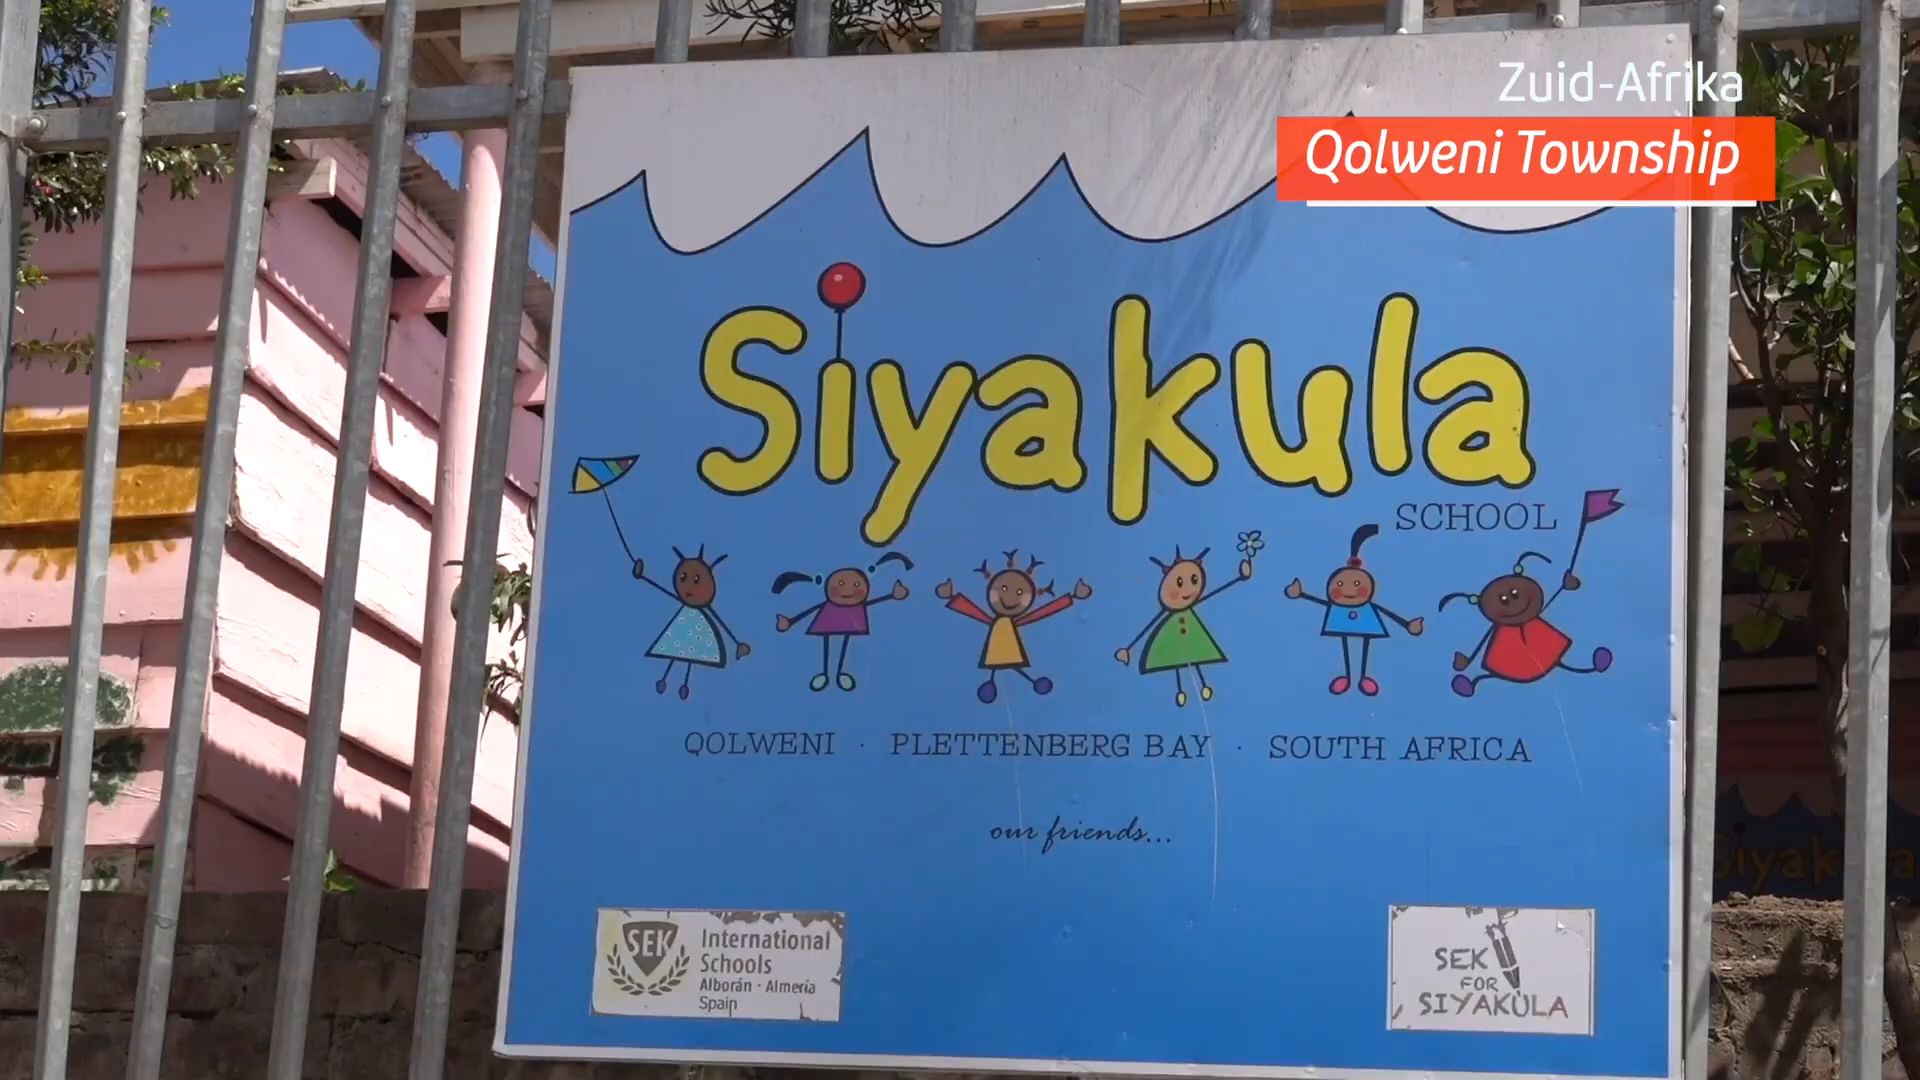 Zuid-Afrika
Qolweni Township
Siyakula
SCHOOL
QOLWENI · PLETTENBERG BAY · SOUTH AFRICA
our friends...
SEK
International
Schools
Alborán · Almería
Spain
SEK
FOR
SIYAKULA